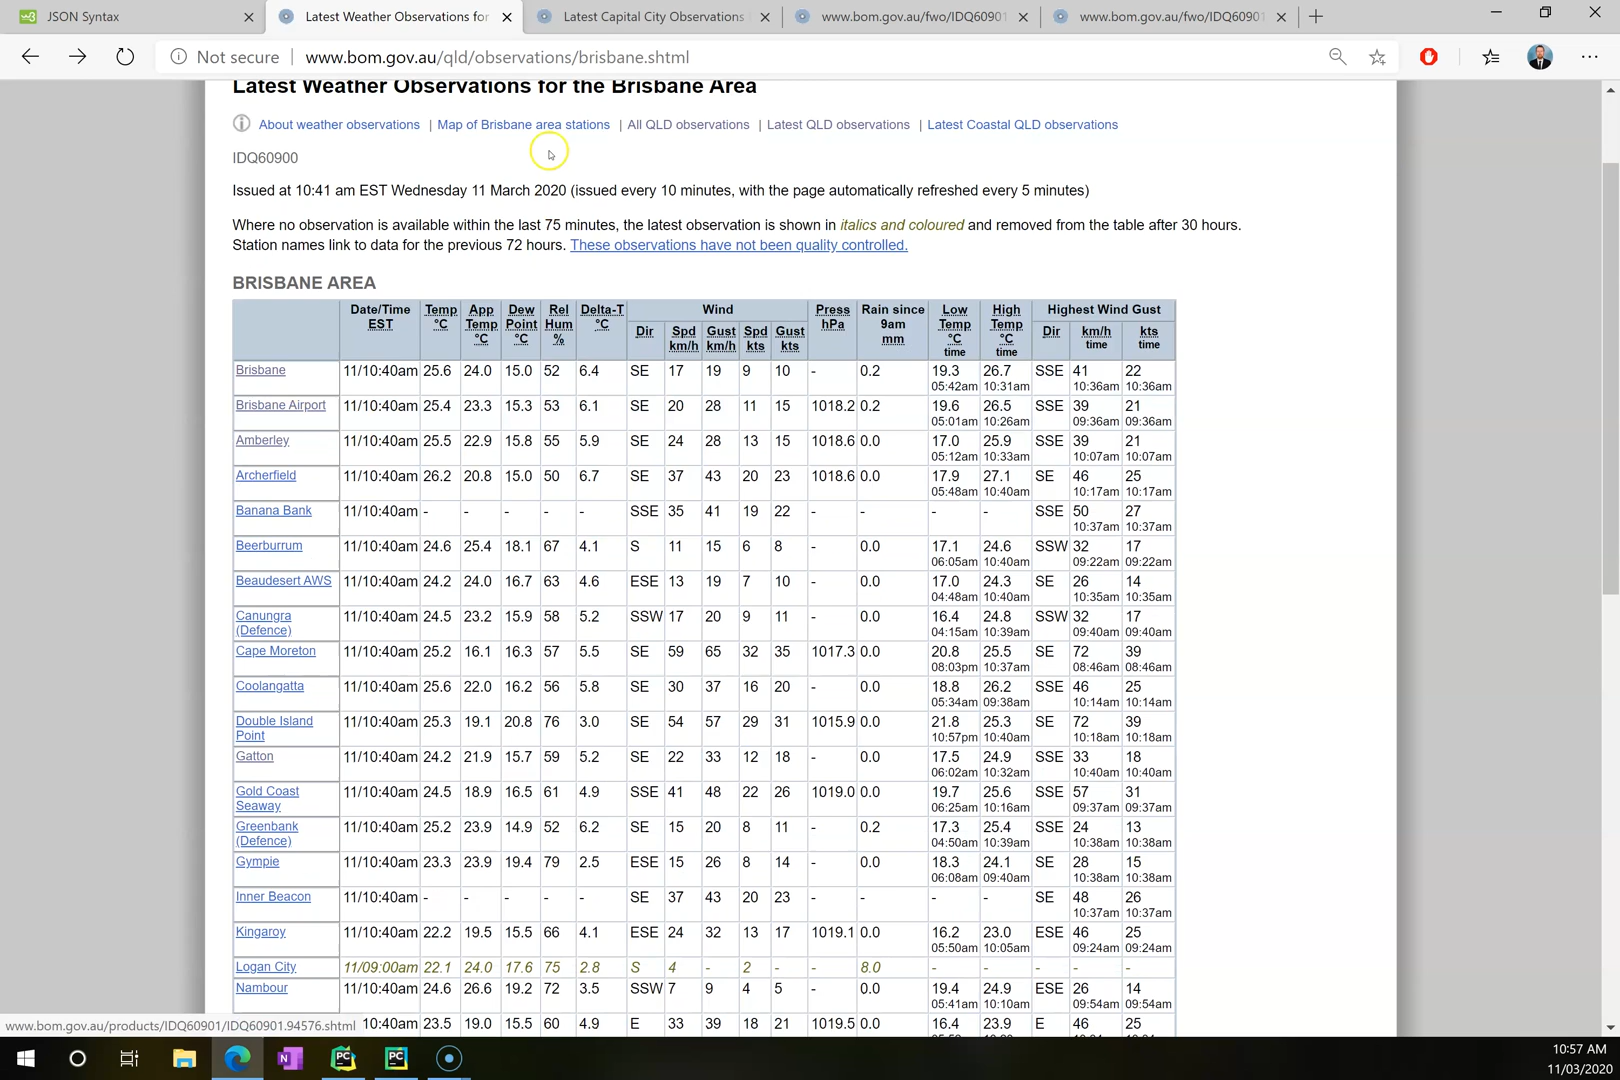 JSON Syntax
Latest Weather Observations for
Latest Capital City Observations
www.bom.gov.au/fwo/IDQ60901
www.bom.gov.au/fwo/IDQ60901
Not secure | www.bom.gov.au/qld/observations/brisbane.shtml
Latest Weather Observations for the Brisbane Area
About weather observations | Map of Brisbane area stations | All QLD observations | Latest QLD observations | Latest Coastal QLD observations
IDQ60900
Issued at 10:41 am EST Wednesday 11 March 2020 (issued every 10 minutes, with the page automatically refreshed every 5 minutes)
Where no observation is available within the last 75 minutes, the latest observation is shown in italics and coloured and removed from the table after 30 hours.
Station names link to data for the previous 72 hours. These observations have not been quality controlled.
BRISBANE AREA
Date/Time EST Temp °C App Temp °C Dew Point °C Rel Hum % Delta-T °C Wind Press hPa Rain since 9am mm Low Temp °C time High Temp °C time Highest Wind Gust
Dir Spd km/h Gust km/h Spd kts Gust kts Dir km/h time kts time
Brisbane 11/10:40am 25.6 24.0 15.0 52 6.4 SE 17 19 9 10 - 0.2 19.3 26.7 SSE 41 22
05:42am 10:31am 10:36am 10:36am
Brisbane Airport 11/10:40am 25.4 23.3 15.3 53 6.1 SE 20 28 11 15 1018.2 0.2 19.6 26.5 SSE 39 21
05:01am 10:26am 09:36am 09:36am
Amberley 11/10:40am 25.5 22.9 15.8 55 5.9 SE 24 28 13 15 1018.6 0.0 17.0 25.9 SSE 39 21
05:12am 10:33am 10:07am 10:07am
Archerfield 11/10:40am 26.2 20.8 15.0 50 6.7 SE 37 43 20 23 1018.6 0.0 17.9 27.1 SE 46 25
05:48am 10:40am 10:17am 10:17am
Banana Bank 11/10:40am - - - - - SSE 35 41 19 22 - - - - SSE 50 27
10:37am 10:37am
Beerburrum 11/10:40am 24.6 25.4 18.1 67 4.1 S 11 15 6 8 - 0.0 17.1 24.6 SSW 32 17
06:05am 10:40am 09:22am 09:22am
Beaudesert AWS 11/10:40am 24.2 24.0 16.7 63 4.6 ESE 13 19 7 10 - 0.0 17.0 24.3 SE 26 14
04:48am 10:40am 10:35am 10:35am
Canungra 11/10:40am 24.5 23.2 15.9 58 5.2 SSW 17 20 9 11 - 0.0 16.4 24.8 SSW 32 17
(Defence) 04:15am 10:39am 09:40am 09:40am
Cape Moreton 11/10:40am 25.2 16.1 16.3 57 5.5 SE 59 65 32 35 1017.3 0.0 20.8 25.5 SE 72 39
08:03pm 10:37am 08:46am 08:46am
Coolangatta 11/10:40am 25.6 22.0 16.2 56 5.8 SE 30 37 16 20 - 0.0 18.8 26.2 SSE 46 25
05:34am 09:38am 10:14am 10:14am
Double Island 11/10:40am 25.3 19.1 20.8 76 3.0 SE 54 57 29 31 1015.9 0.0 21.8 25.3 SE 72 39
Point 10:57pm 10:40am 10:18am 10:18am
Gatton 11/10:40am 24.2 21.9 15.7 59 5.2 SE 22 33 12 18 - 0.0 17.5 24.9 SSE 33 18
06:02am 10:32am 10:40am 10:40am
Gold Coast 11/10:40am 24.5 18.9 16.5 61 4.9 SSE 41 48 22 26 1019.0 0.0 19.7 25.6 SSE 57 31
Seaway 06:25am 10:16am 09:37am 09:37am
Greenbank 11/10:40am 25.2 23.9 14.9 52 6.2 SE 15 20 8 11 - 0.2 17.3 25.4 SSE 24 13
(Defence) 04:50am 10:39am 10:38am 10:38am
Gympie 11/10:40am 23.3 23.9 19.4 79 2.5 ESE 15 26 8 14 - 0.0 18.3 24.1 SE 28 15
06:08am 09:40am 10:38am 10:38am
Inner Beacon 11/10:40am - - - - - SE 37 43 20 23 - - - - SE 48 26
10:37am 10:37am
Kingaroy 11/10:40am 22.2 19.5 15.5 66 4.1 ESE 24 32 13 17 1019.1 0.0 16.2 23.0 ESE 46 25
05:50am 10:05am 09:24am 09:24am
Logan City 11/09:00am 22.1 24.0 17.6 75 2.8 S 4 - 2 - - 8.0 - - - - -
Nambour 11/10:40am 24.6 26.6 19.2 72 3.5 SSW 7 9 4 5 - 0.0 19.4 24.9 ESE 26 14
05:41am 10:10am 09:54am 09:54am
10:40am 23.5 19.0 15.5 60 4.9 E 33 39 18 21 1019.5 0.0 16.4 23.9 E 46 25
www.bom.gov.au/products/IDQ60901/IDQ60901.94576.shtml
10:57 AM
11/03/2020